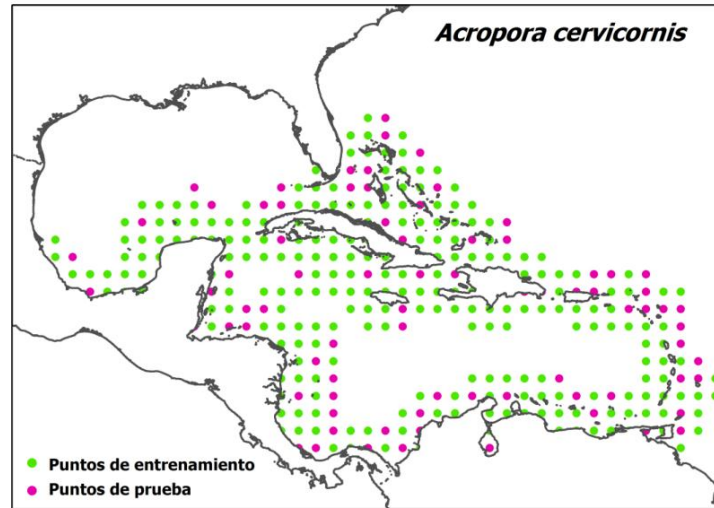 Acropora cervicornis
Puntos de entrenamiento
Puntos de prueba